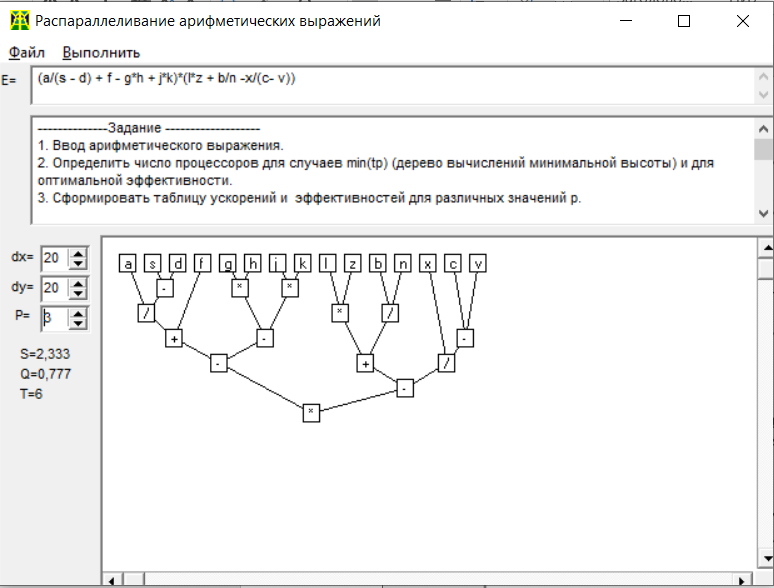 Распараллеливание арифметических выражений
Файл Выполнить
E= (a/(s - d) + f - g*h + j*k)*(l*z + b/n -x/(c- v))
--------------Задание -------------------
1. Ввод арифметического выражения.
2. Определить число процессоров для случаев min(tp) (дерево вычислений минимальной высоты) и для
оптимальной эффективности.
3. Сформировать таблицу ускорений и эффективностей для различных значений p.
dx= 20
dy= 20
P= 3
S=2,333
Q=0,777
T=6
a s d f g h j k l z b n x c v
- * *
/ * /
+ - -
- + /
-
*